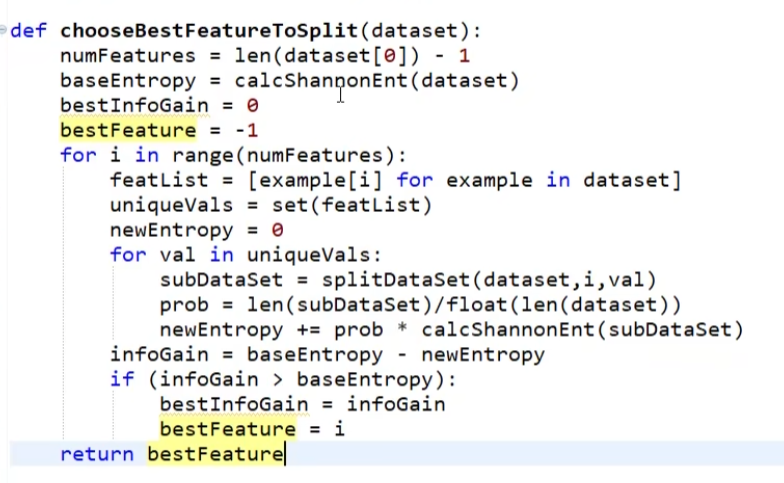 def chooseBestFeatureToSplit(dataset):
    numFeatures = len(dataset[0]) - 1
    baseEntropy = calcShannonEnt(dataset)
    bestInfoGain = 0
    bestFeature = -1
    for i in range(numFeatures):
        featList = [example[i] for example in dataset]
        uniqueVals = set(featList)
        newEntropy = 0
        for val in uniqueVals:
            subDataSet = splitDataSet(dataset,i,val)
            prob = len(subDataSet)/float(len(dataset))
            newEntropy += prob * calcShannonEnt(subDataSet)
        infoGain = baseEntropy - newEntropy
        if (infoGain > baseEntropy):
            bestInfoGain = infoGain
            bestFeature = i
    return bestFeature